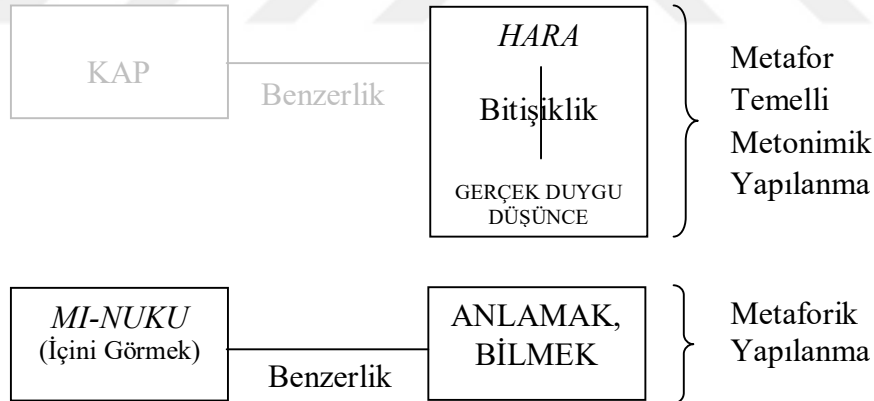 KAP
Benzerlik
HARA
Bitişiklik
GERÇEK DUYGU
DÜŞÜNCE
Metafor
Temelli
Metonimik
Yapılanma
MI-NUKU
(İçini Görmek)
Benzerlik
ANLAMAK,
BİLMEK
Metaforik
Yapılanma